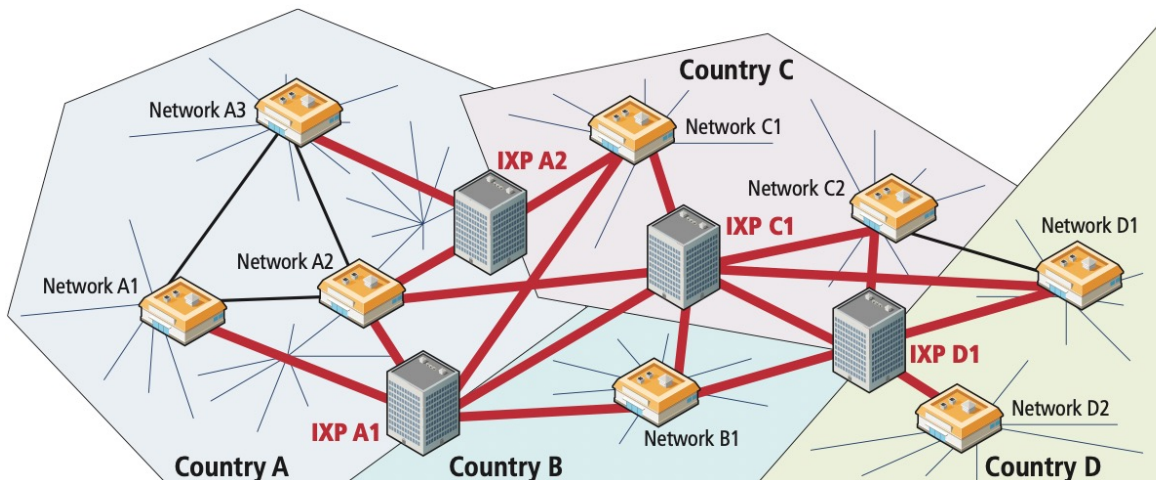 Country C
Network A3
Network C1
IXP A2
Network C2
IXP C1
Network D1
Network A2
Network A1
IXP D1
Network D2
IXP A1
Network B1
Country A
Country B
Country D